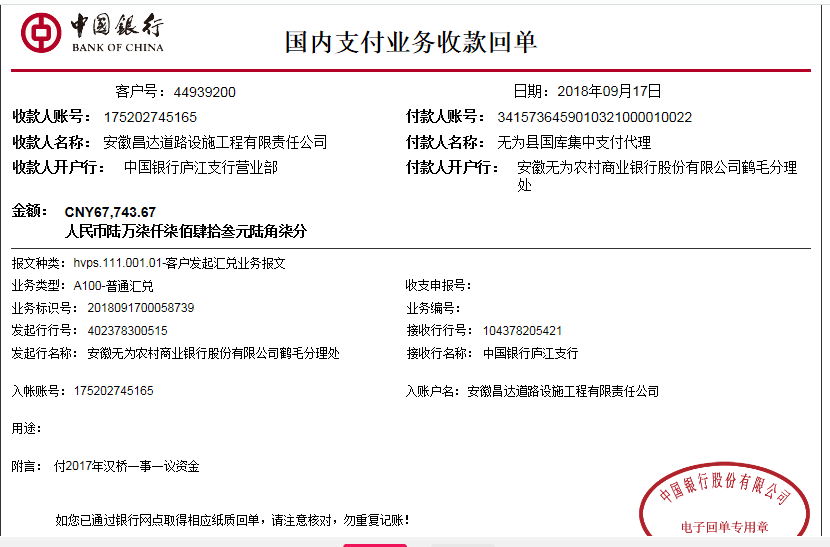 中國銀行
BANK OF CHINA
国内支付业务收款回单
客户号：44939200 日期：2018年09月17日
收款人账号：175202745165 付款人账号：3415736459010321000010022
收款人名称：安徽昌达道路设施工程有限责任公司 付款人名称：无为县国库集中支付代理
收款人开户行：中国银行庐江支行营业部 付款人开户行：安徽无为农村商业银行股份有限公司鹤毛分理
处
金额：CNY67,743.67
人民币陆万柒仟柒佰肆拾叁元陆角柒分
报文种类：hvps.111.001.01-客户发起汇兑业务报文
业务类型：A100-普通汇兑 收支申报号：
业务标识号：2018091700058739 业务编号：
发起行行号：402378300515 接收行行号：104378205421
发起行名称：安徽无为农村商业银行股份有限公司鹤毛分理处 接收行名称：中国银行庐江支行
入帐账号：175202745165 入账户名：安徽昌达道路设施工程有限责任公司
用途：
附言：付2017年汉桥一事一议资金
中国银行股份有限公司
电子回单专用章
如您已通过银行网点取得相应纸质回单，请注意核对，勿重复记账！